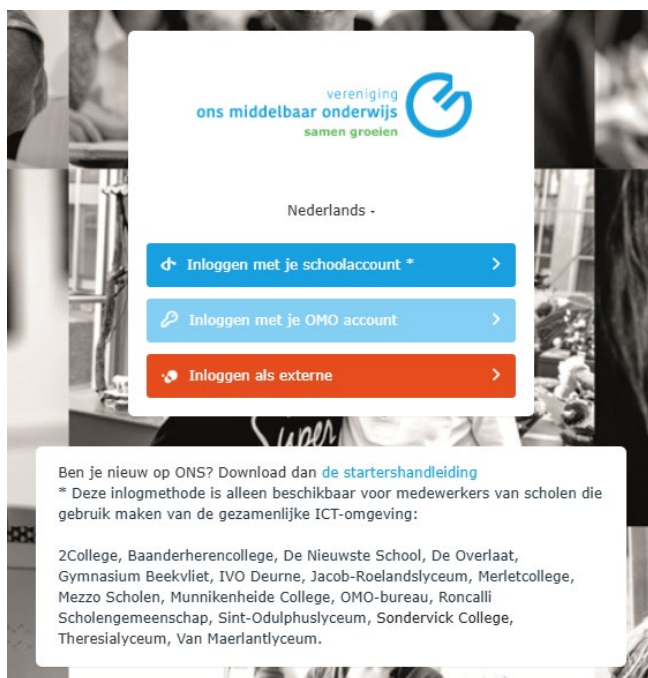 vereniging
ons middelbaar onderwijs
samen groeien
Nederlands -
Inloggen met je schoolaccount *
Inloggen met je OMO account
Inloggen als externe
Super
Ben je nieuw op ONS? Download dan de startershandleiding
* Deze inlogmethode is alleen beschikbaar voor medewerkers van scholen die
gebruik maken van de gezamenlijke ICT-omgeving:
2College, Baanderherencollege, De Nieuwste School, De Overlaat,
Gymnasium Beekvliet, IVO Deurne, Jacob-Roelandslyceum, Merletcollege,
Mezzo Scholen, Munnikenheide College, OMO-bureau, Roncalli
Scholengemeenschap, Sint-Odulphuslyceum, Sondervick College,
Theresialyceum, Van Maerlantlyceum.